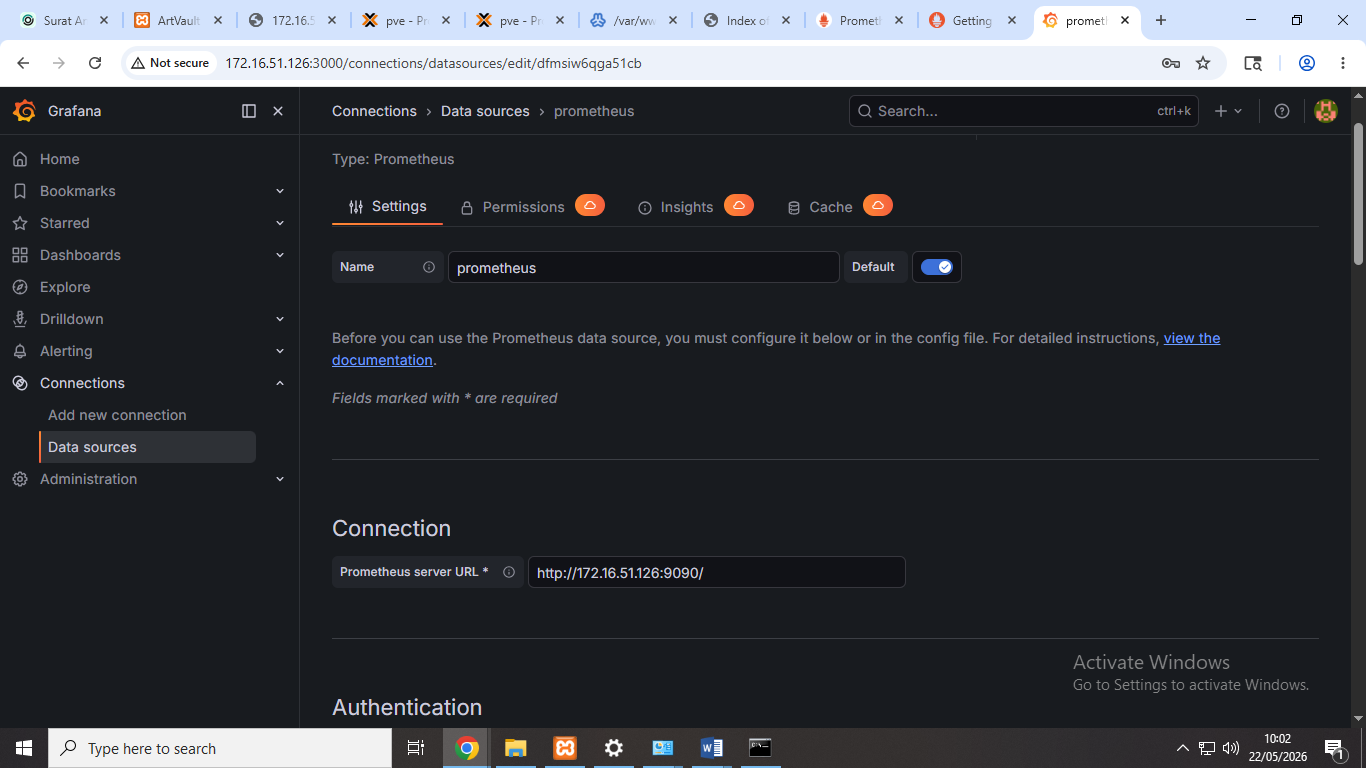 Surat Ar
ArtVault
172.16.5
pve - Pr
pve - Pr
/var/ww
Index of
Prometh
Getting
prometh
Not secure
172.16.51.126:3000/connections/datasources/edit/dfmsiw6qga51cb
Grafana
Connections › Data sources › prometheus
Search...
ctrl+k
Home
Bookmarks
Starred
Dashboards
Explore
Drilldown
Alerting
Connections
Add new connection
Data sources
Administration
Type: Prometheus
Settings
Permissions
Insights
Cache
Name
prometheus
Default
Before you can use the Prometheus data source, you must configure it below or in the config file. For detailed instructions, view the
documentation.
Fields marked with * are required
Connection
Prometheus server URL *
http://172.16.51.126:9090/
Authentication
Activate Windows
Go to Settings to activate Windows.
Type here to search
10:02
22/05/2026
1